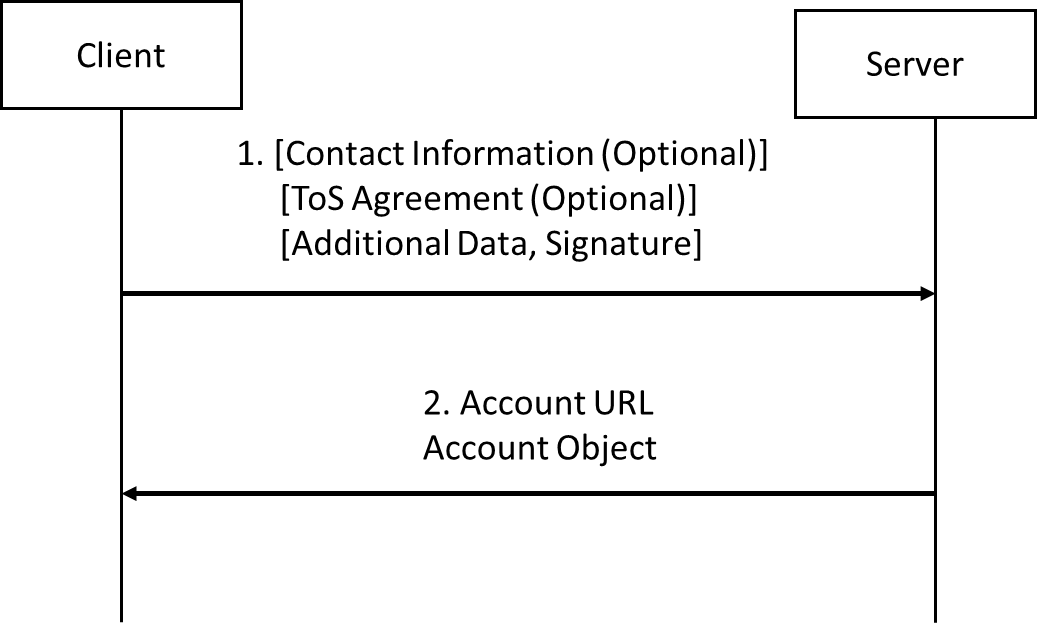 Client
Server
1. [Contact Information (Optional)]
[ToS Agreement (Optional)]
[Additional Data, Signature]
2. Account URL
Account Object